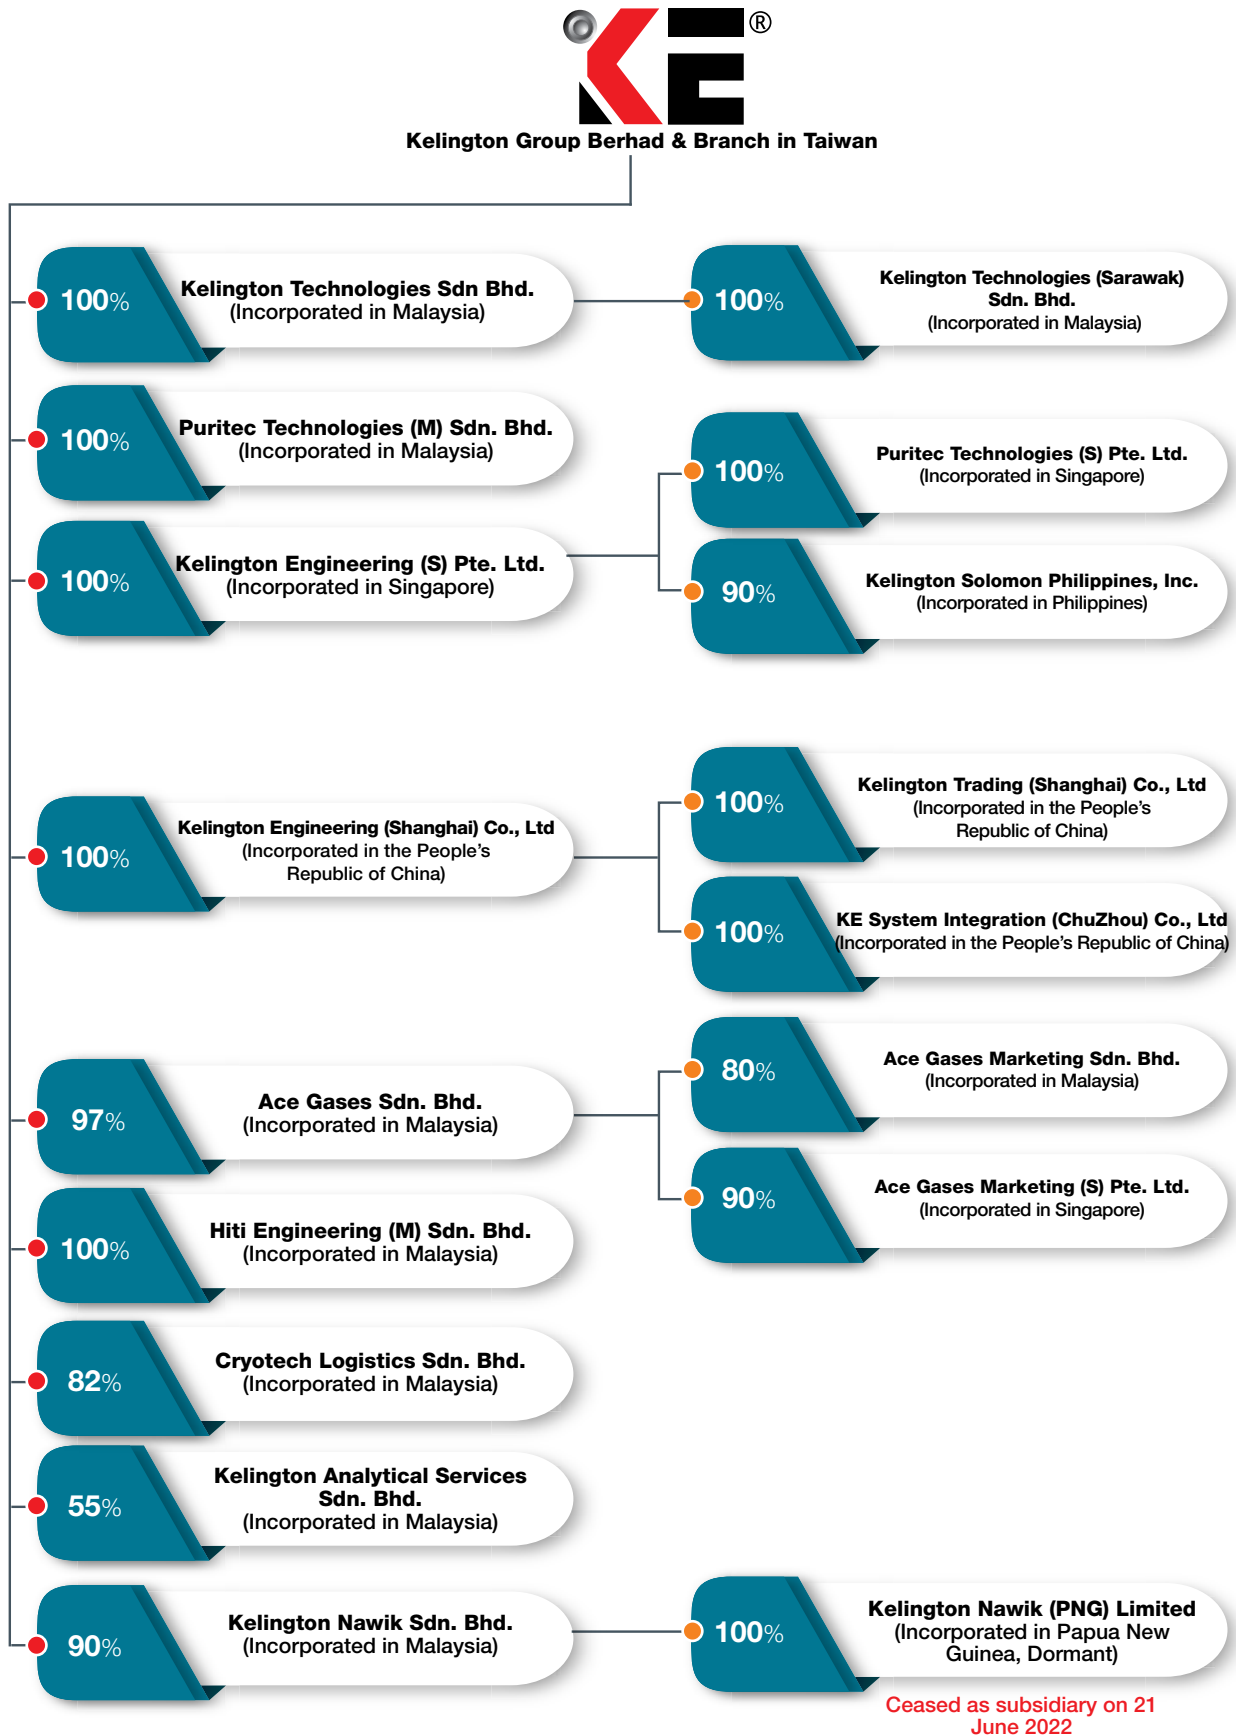 KE®
Kelington Group Berhad & Branch in Taiwan
100%
Kelington Technologies Sdn Bhd.
(Incorporated in Malaysia)
100%
Kelington Technologies (Sarawak)
Sdn. Bhd.
(Incorporated in Malaysia)
100%
Puritec Technologies (M) Sdn. Bhd.
(Incorporated in Malaysia)
100%
Kelington Engineering (S) Pte. Ltd.
(Incorporated in Singapore)
100%
Puritec Technologies (S) Pte. Ltd.
(Incorporated in Singapore)
90%
Kelington Solomon Philippines, Inc.
(Incorporated in Philippines)
100%
Kelington Engineering (Shanghai) Co., Ltd
(Incorporated in the People's
Republic of China)
100%
Kelington Trading (Shanghai) Co., Ltd
(Incorporated in the People's
Republic of China)
100%
KE System Integration (ChuZhou) Co., Ltd
(Incorporated in the People's Republic of China)
97%
Ace Gases Sdn. Bhd.
(Incorporated in Malaysia)
80%
Ace Gases Marketing Sdn. Bhd.
(Incorporated in Malaysia)
90%
Ace Gases Marketing (S) Pte. Ltd.
(Incorporated in Singapore)
100%
Hiti Engineering (M) Sdn. Bhd.
(Incorporated in Malaysia)
82%
Cryotech Logistics Sdn. Bhd.
(Incorporated in Malaysia)
55%
Kelington Analytical Services
Sdn. Bhd.
(Incorporated in Malaysia)
90%
Kelington Nawik Sdn. Bhd.
(Incorporated in Malaysia)
100%
Kelington Nawik (PNG) Limited
(Incorporated in Papua New
Guinea, Dormant)
Ceased as subsidiary on 21
June 2022